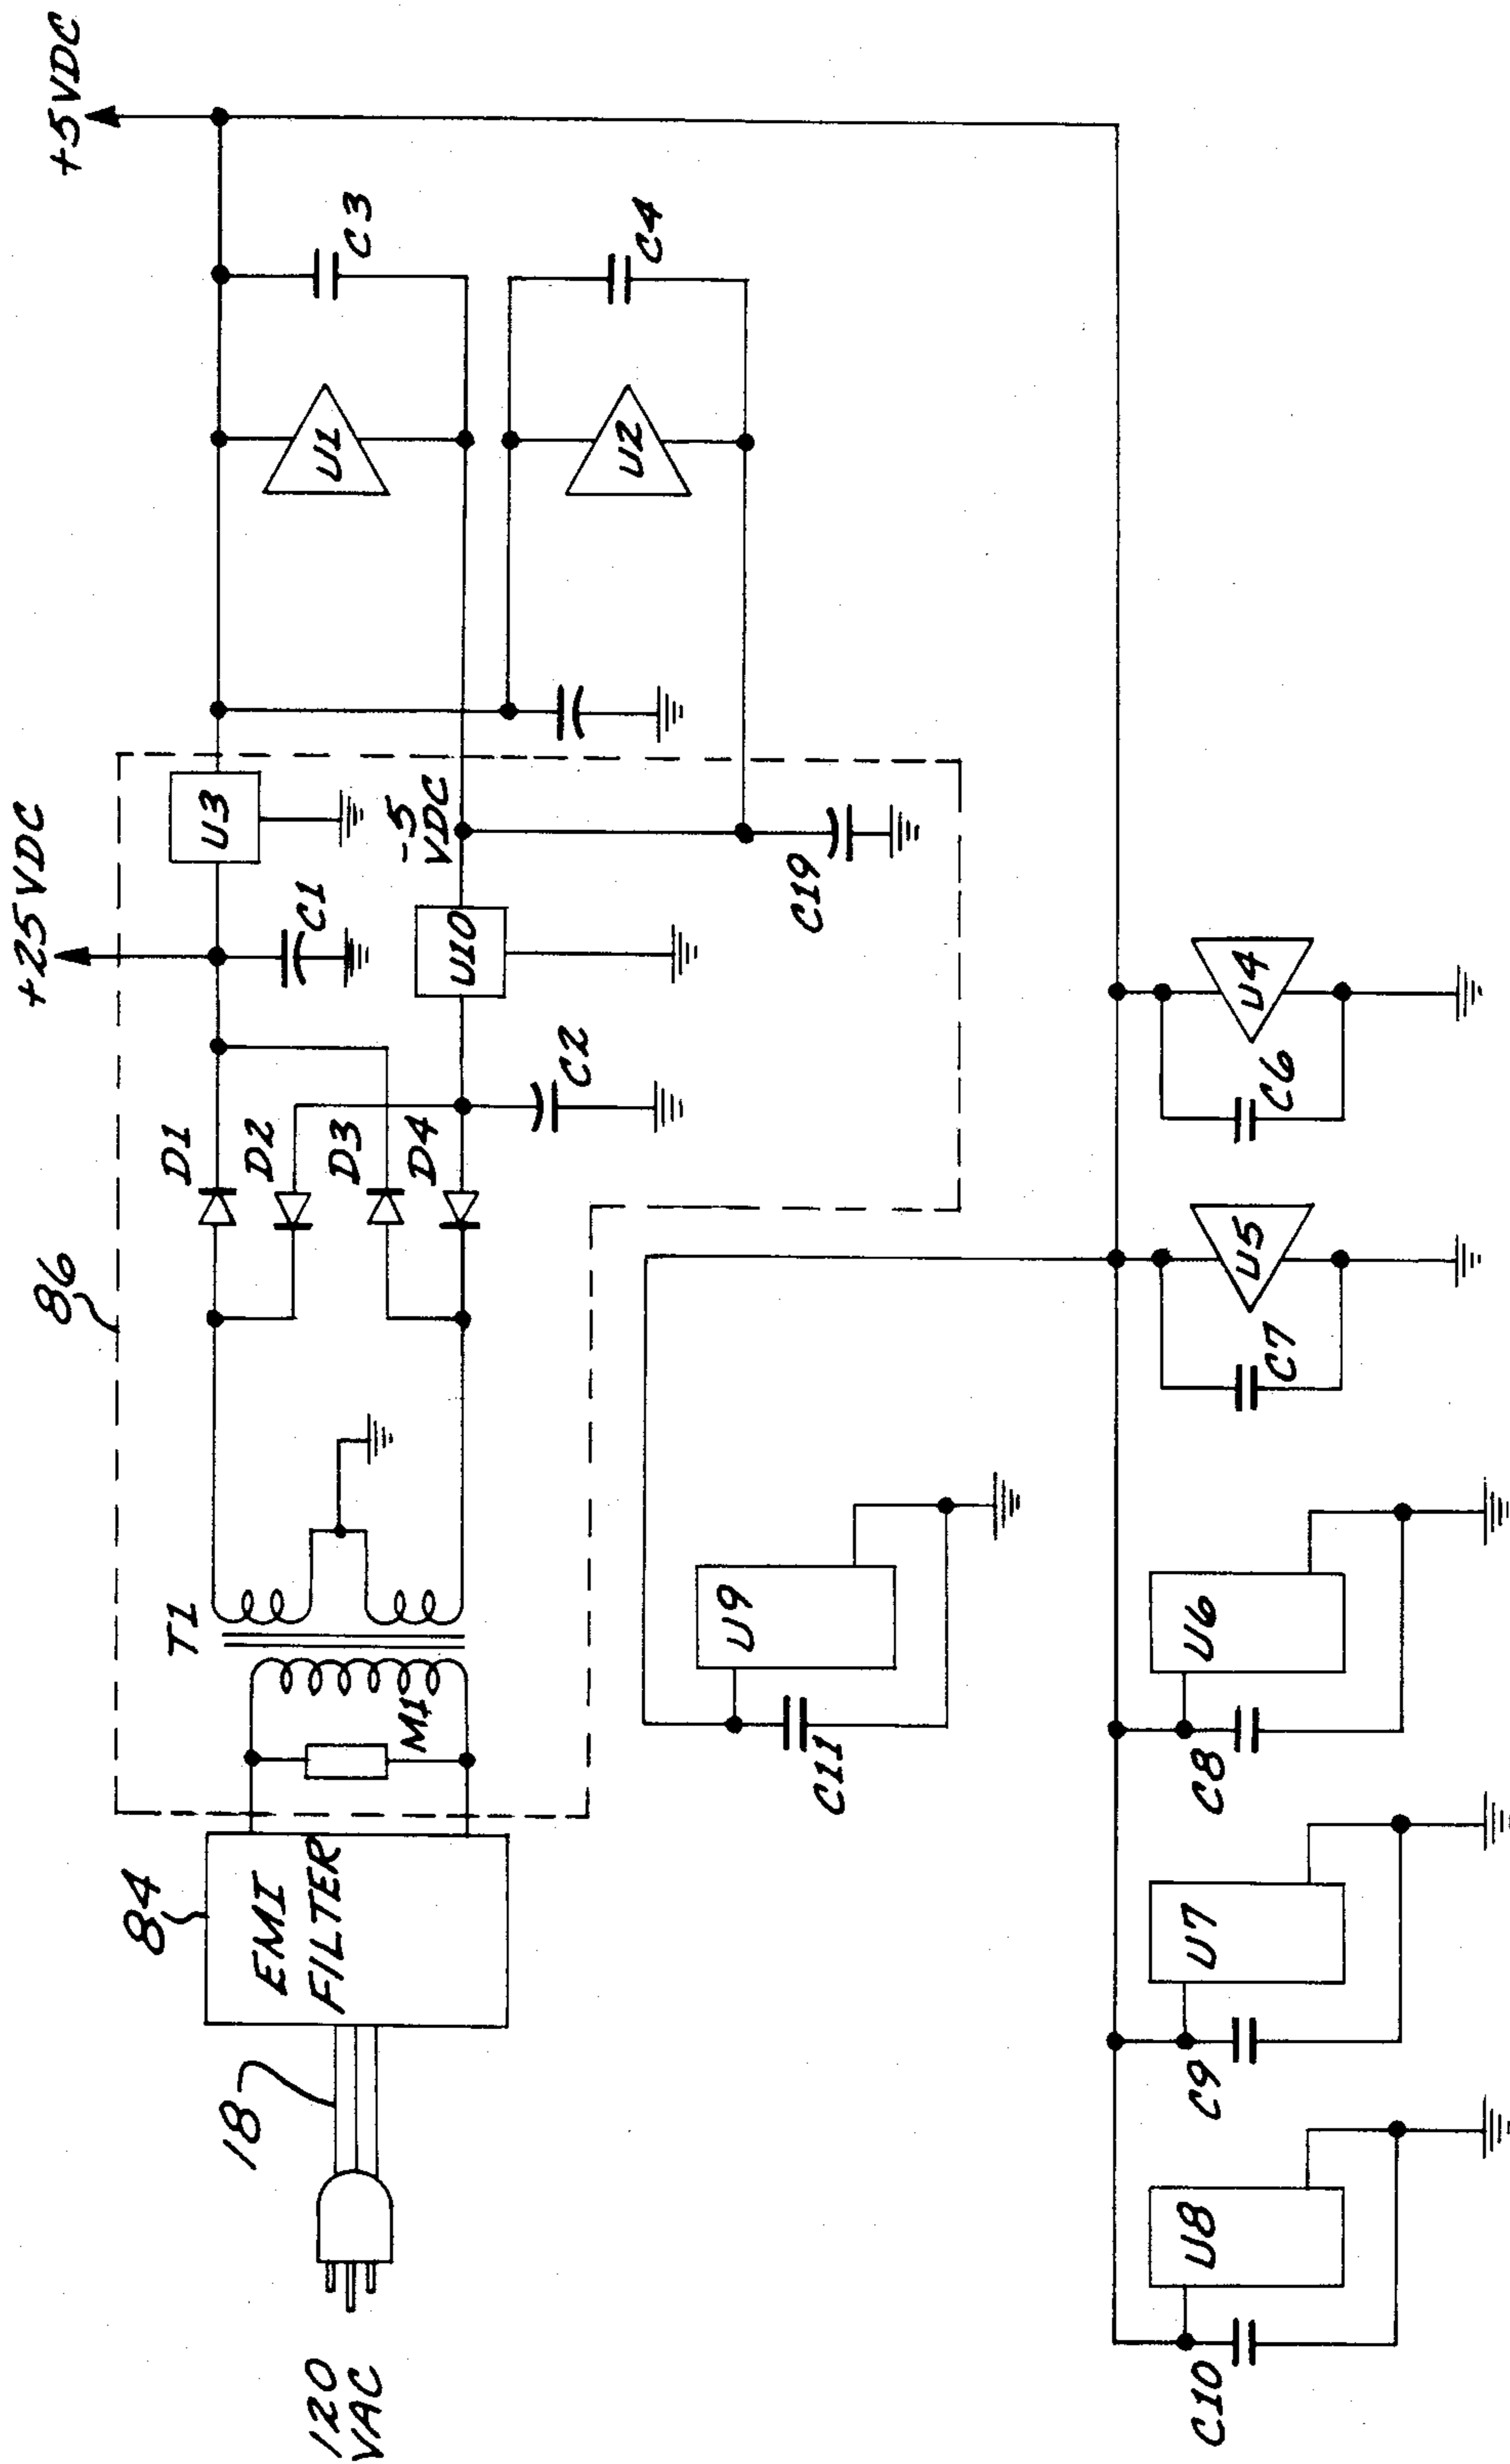 +25VDC
+5VDC
86
84
18
120
VAC
EMI
FILTER
M1
T1
D1
D2
D3
D4
C1
C2
U3
U10
-5
VDC
C19
U1
C3
U2
C4
U9
C11
U4
C6
U5
C7
U6
C8
U7
C9
U8
C10